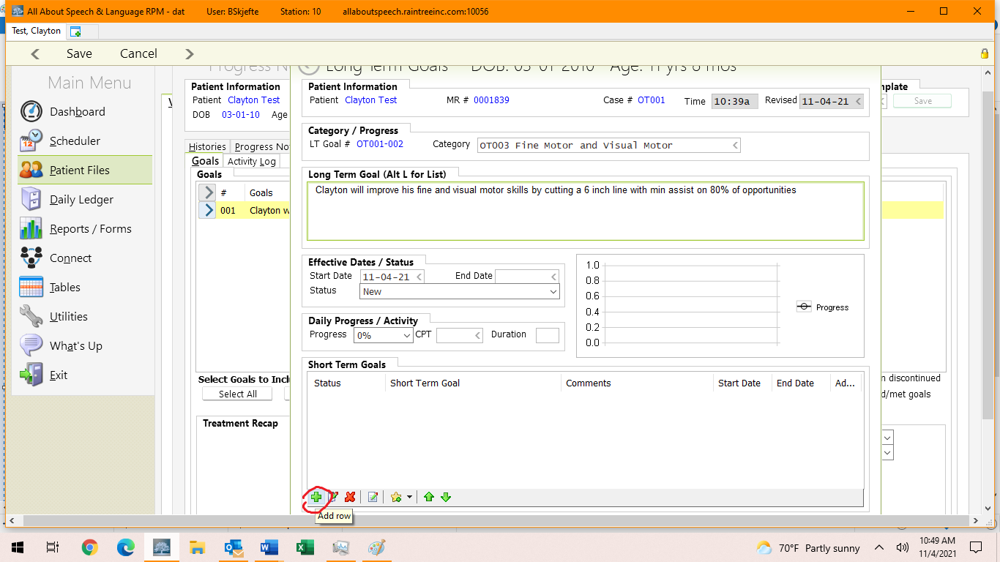 All About Speech & Language RPM - dat User: BSkjefte Station: 10 allaboutspeech.raintreeinc.com:10056
Test, Clayton
Save Cancel
Main Menu
Dashboard
Scheduler
Patient Files
Daily Ledger
Reports / Forms
Connect
Tables
Utilities
What's Up
Exit
Progress N
Patient Information
Patient Clayton Test
DOB 03-01-10 Age
Histories Progress No
Goals Activity Log
Goals
# Goals
001 Clayton w
Select Goals to Incl
Select All
Treatment Recap
Long Term Goals DOB: 03-01-2010 Age: 11 yrs 8 mos
Patient Information
Patient Clayton Test MR # 0001839 Case # OT001 Time 10:39a Revised 11-04-21
Category / Progress
LT Goal # OT001-002 Category OT003 Fine Motor and Visual Motor
Long Term Goal (Alt L for List)
Clayton will improve his fine and visual motor skills by cutting a 6 inch line with min assist on 80% of opportunities
Effective Dates / Status
Start Date 11-04-21 End Date
Status New
Daily Progress / Activity
Progress 0% CPT Duration
1.0
0.8
0.6
0.4
0.2
0.0
Progress
Short Term Goals
Status Short Term Goal Comments Start Date End Date Ad...
Add row
mplate
Save
n discontinued
d/met goals
70°F Partly sunny
10:49 AM
11/4/2021